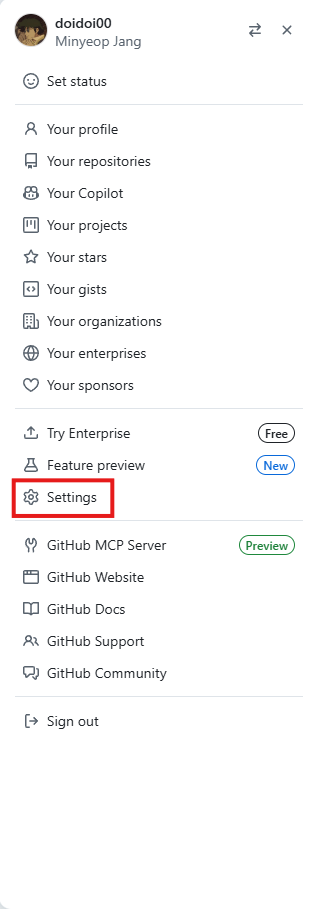 doidoi00
Minyeop Jang
Set status
Your profile
Your repositories
Your Copilot
Your projects
Your stars
Your gists
Your organizations
Your enterprises
Your sponsors
Try Enterprise Free
Feature preview New
Settings
GitHub MCP Server Preview
GitHub Website
GitHub Docs
GitHub Support
GitHub Community
Sign out